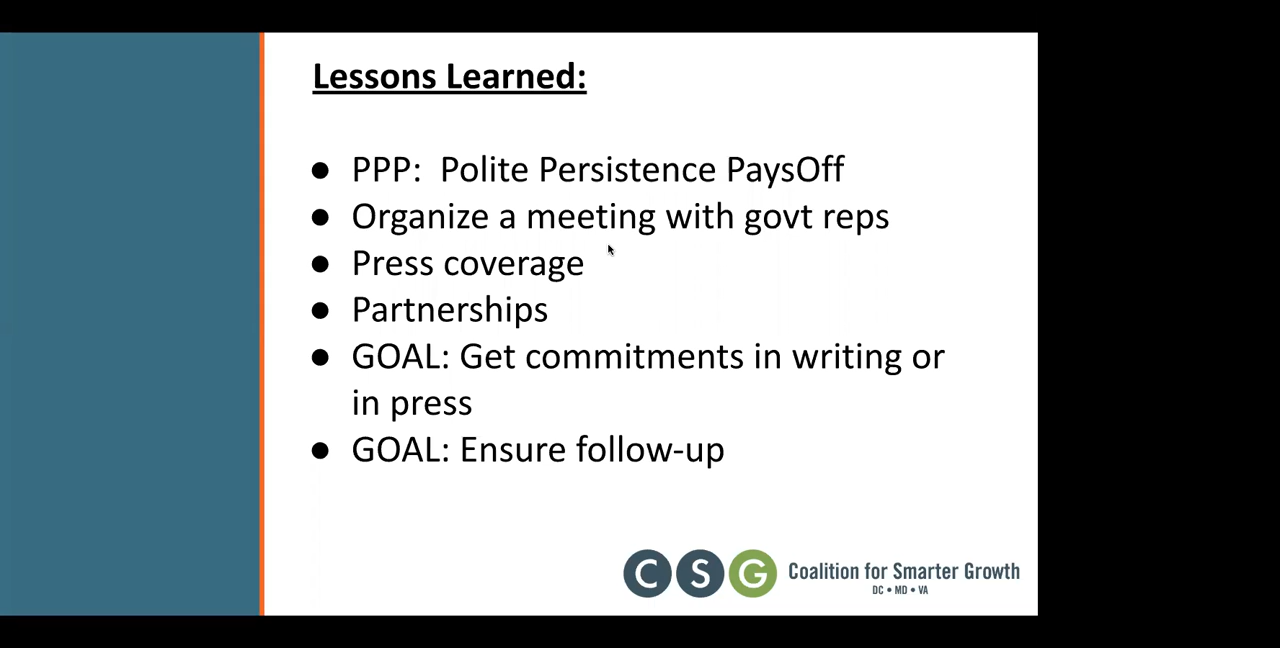 Lessons Learned:
● PPP:  Polite Persistence PaysOff
● Organize a meeting with govt reps
● Press coverage
● Partnerships
● GOAL: Get commitments in writing or
in press
● GOAL: Ensure follow-up
C S G Coalition for Smarter Growth
DC • MD • VA